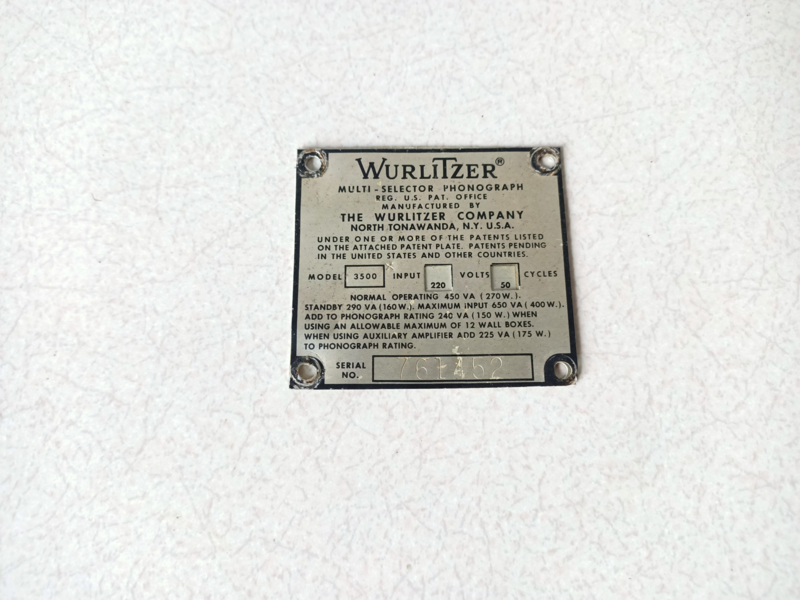 WURLITZER®
MULTI-SELECTOR PHONOGRAPH
REG. U.S. PAT. OFFICE
MANUFACTURED BY
THE WURLITZER COMPANY
NORTH TONAWANDA, N.Y. U.S.A.
UNDER ONE OR MORE OF THE PATENTS LISTED
ON THE ATTACHED PATENT PLATE. PATENTS PENDING
IN THE UNITED STATES AND OTHER COUNTRIES.
MODEL 3500 INPUT 220 VOLTS 50 CYCLES
NORMAL OPERATING 450 VA (270 W.),
STANDBY 290 VA (160 W.), MAXIMUM INPUT 650 VA (400 W.).
ADD TO PHONOGRAPH RATING 240 VA (150 W.) WHEN
USING AN ALLOWABLE MAXIMUM OF 12 WALL BOXES.
WHEN USING AUXILIARY AMPLIFIER ADD 225 VA (175 W.)
TO PHONOGRAPH RATING.
SERIAL
NO.